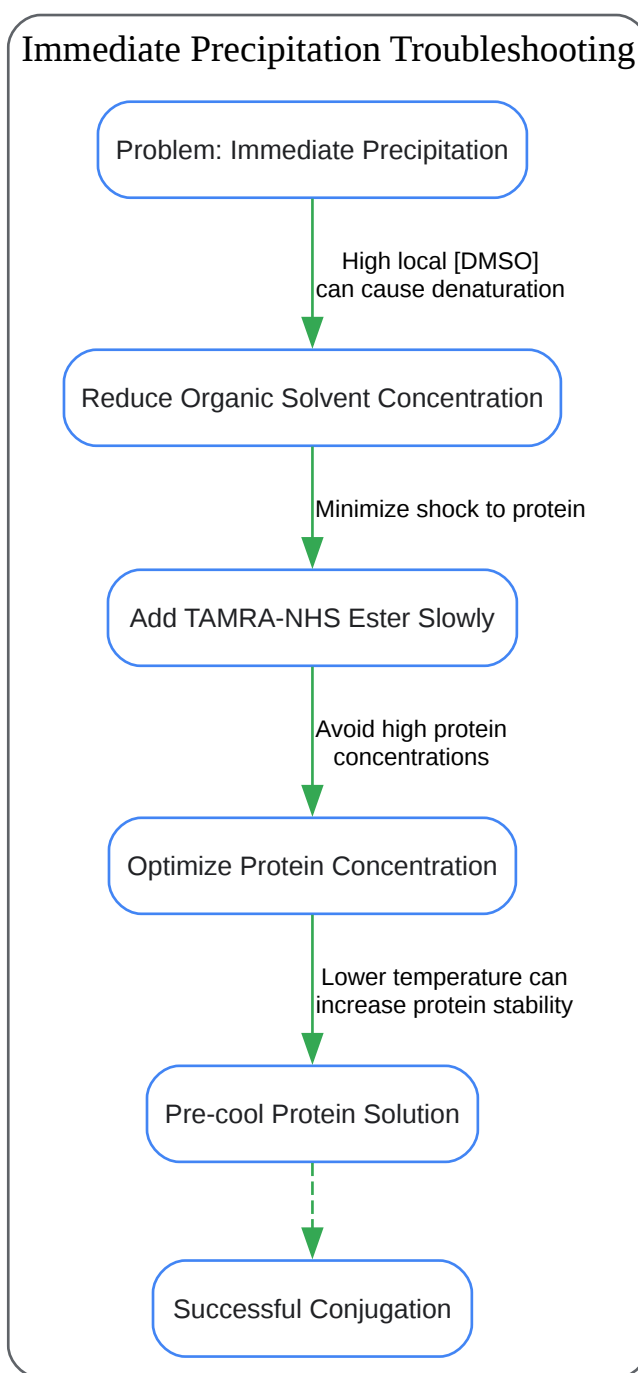 Immediate Precipitation Troubleshooting
Problem: Immediate Precipitation
High local [DMSO]
can cause denaturation
Reduce Organic Solvent Concentration
Minimize shock to protein
Add TAMRA-NHS Ester Slowly
Avoid high protein
concentrations
Optimize Protein Concentration
Lower temperature can
increase protein stability
Pre-cool Protein Solution
Successful Conjugation